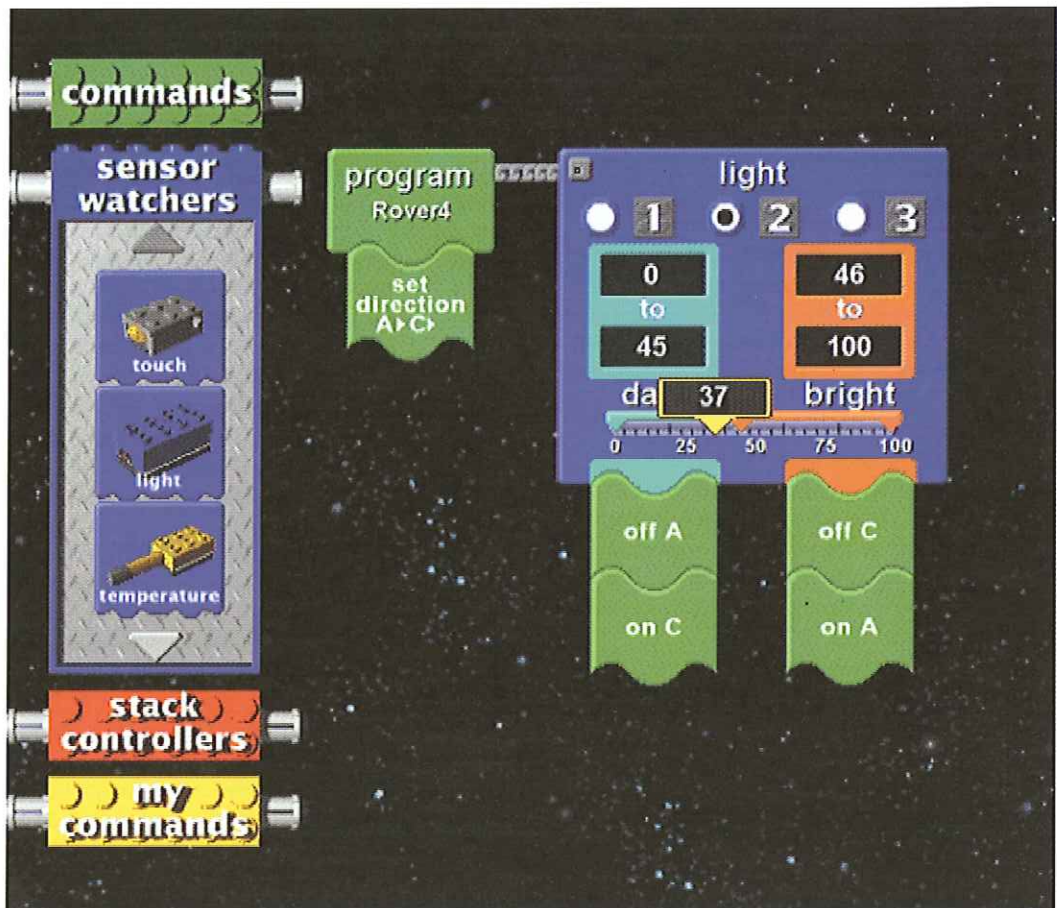 commands
sensor
watchers
touch
light
temperature
stack
controllers
my
commands
program
Rover4
set
direction
A▸C▸
light
1 2 3
0 46
to to
45 100
da 37 bright
0 25 50 75 100
off A off C
on C on A